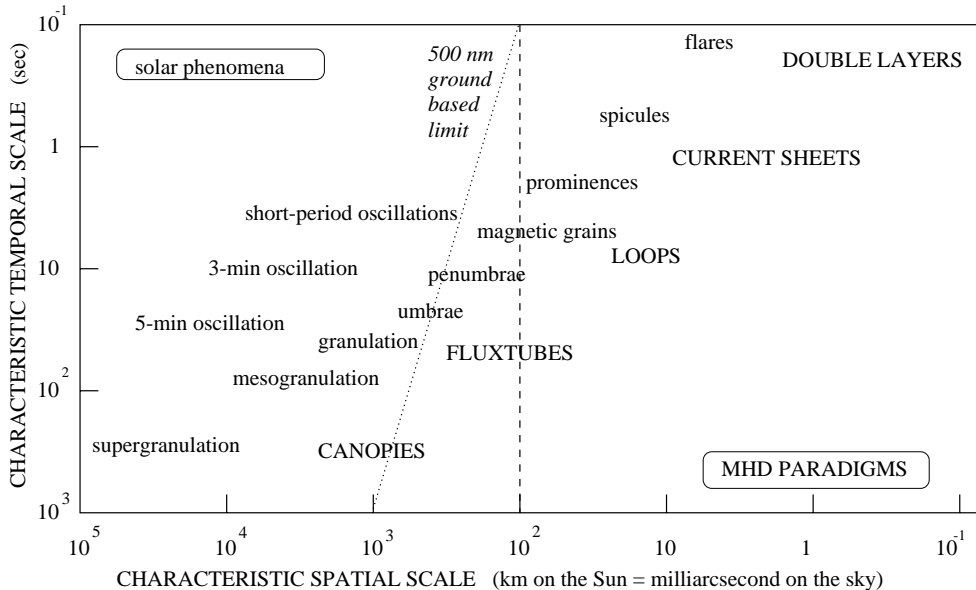 10-1
CHARACTERISTIC TEMPORAL SCALE (sec)
solar phenomena
500 nm
ground
based
limit
flares
DOUBLE LAYERS
spicules
1
CURRENT SHEETS
prominences
short-period oscillations
magnetic grains
LOOPS
10
3-min oscillation
penumbrae
umbrae
5-min oscillation
granulation
FLUXTUBES
10 2
mesogranulation
supergranulation
CANOPIES
MHD PARADIGMS
10 3
10 5 10 4 10 3 10 2 10 1 10-1
CHARACTERISTIC SPATIAL SCALE (km on the Sun = milliarcsecond on the sky)